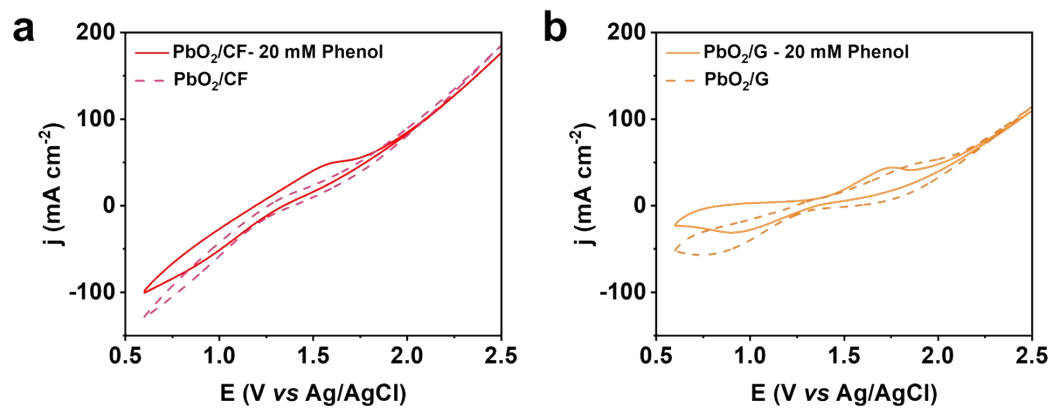 a
200
100
0
-100
j (mA cm-2)
PbO2/CF- 20 mM Phenol
PbO2/CF
0.5 1.0 1.5 2.0 2.5
E (V vs Ag/AgCl)
b
200
100
0
-100
j (mA cm-2)
PbO2/G - 20 mM Phenol
PbO2/G
0.5 1.0 1.5 2.0 2.5
E (V vs Ag/AgCl)